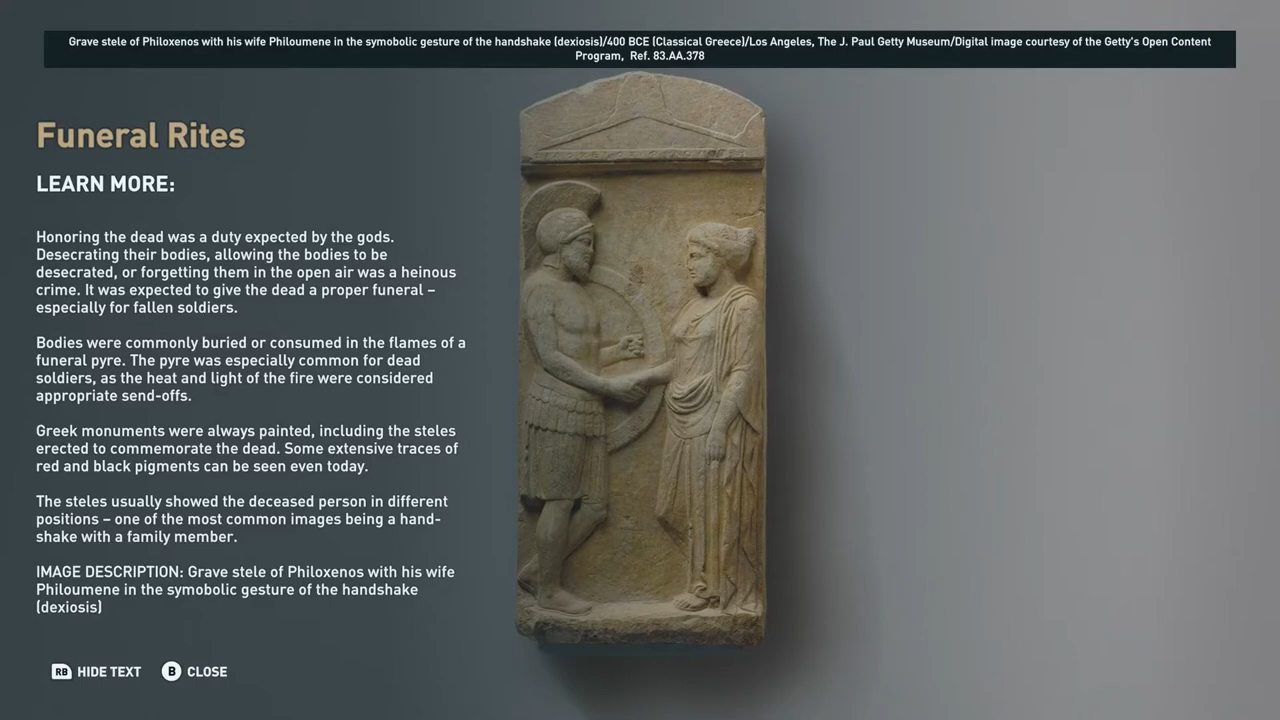 Grave stele of Philoxenos with his wife Philoumene in the symobolic gesture of the handshake (dexiosis)/400 BCE (Classical Greece)/Los Angeles, The J. Paul Getty Museum/Digital image courtesy of the Getty's Open Content
Program, Ref. 83.AA.378
Funeral Rites
LEARN MORE:
Honoring the dead was a duty expected by the gods.
Desecrating their bodies, allowing the bodies to be
desecrated, or forgetting them in the open air was a heinous
crime. It was expected to give the dead a proper funeral –
especially for fallen soldiers.
Bodies were commonly buried or consumed in the flames of a
funeral pyre. The pyre was especially common for dead
soldiers, as the heat and light of the fire were considered
appropriate send-offs.
Greek monuments were always painted, including the steles
erected to commemorate the dead. Some extensive traces of
red and black pigments can be seen even today.
The steles usually showed the deceased person in different
positions – one of the most common images being a hand-
shake with a family member.
IMAGE DESCRIPTION: Grave stele of Philoxenos with his wife
Philoumene in the symobolic gesture of the handshake
(dexiosis)
RB HIDE TEXT B CLOSE